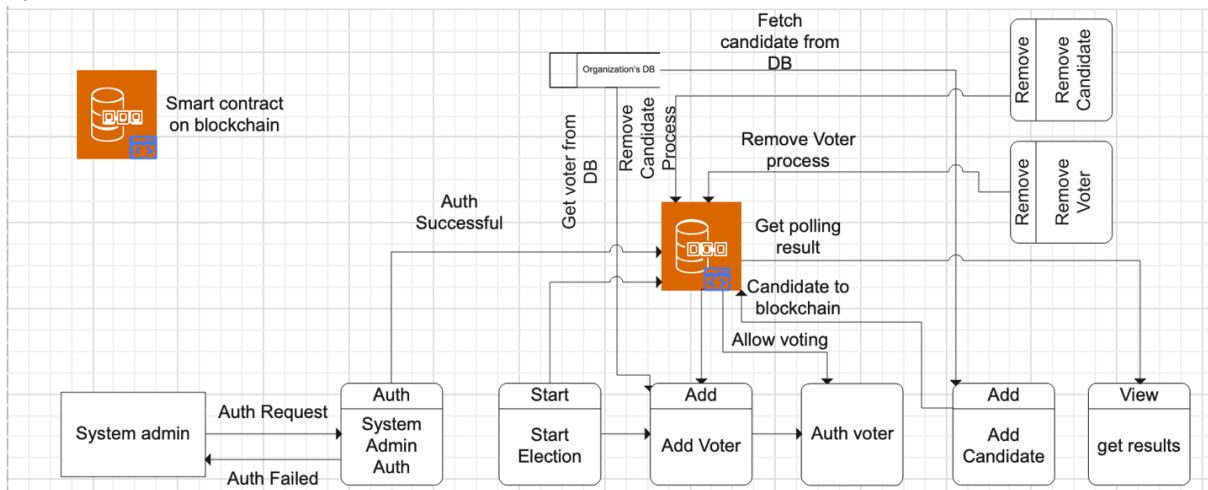 Fetch
candidate from
DB
Organization's DB
Remove
Remove
Candidate
Smart contract
on blockchain
Get voter from
DB
Remove
Candidate
Process
Remove Voter
process
Remove
Remove
Voter
Auth
Successful
Get polling
result
Candidate to
blockchain
Allow voting
System admin
Auth Request
Auth Failed
Auth
System
Admin
Auth
Start
Start
Election
Add
Add Voter
Auth voter
Add
Add
Candidate
View
get results